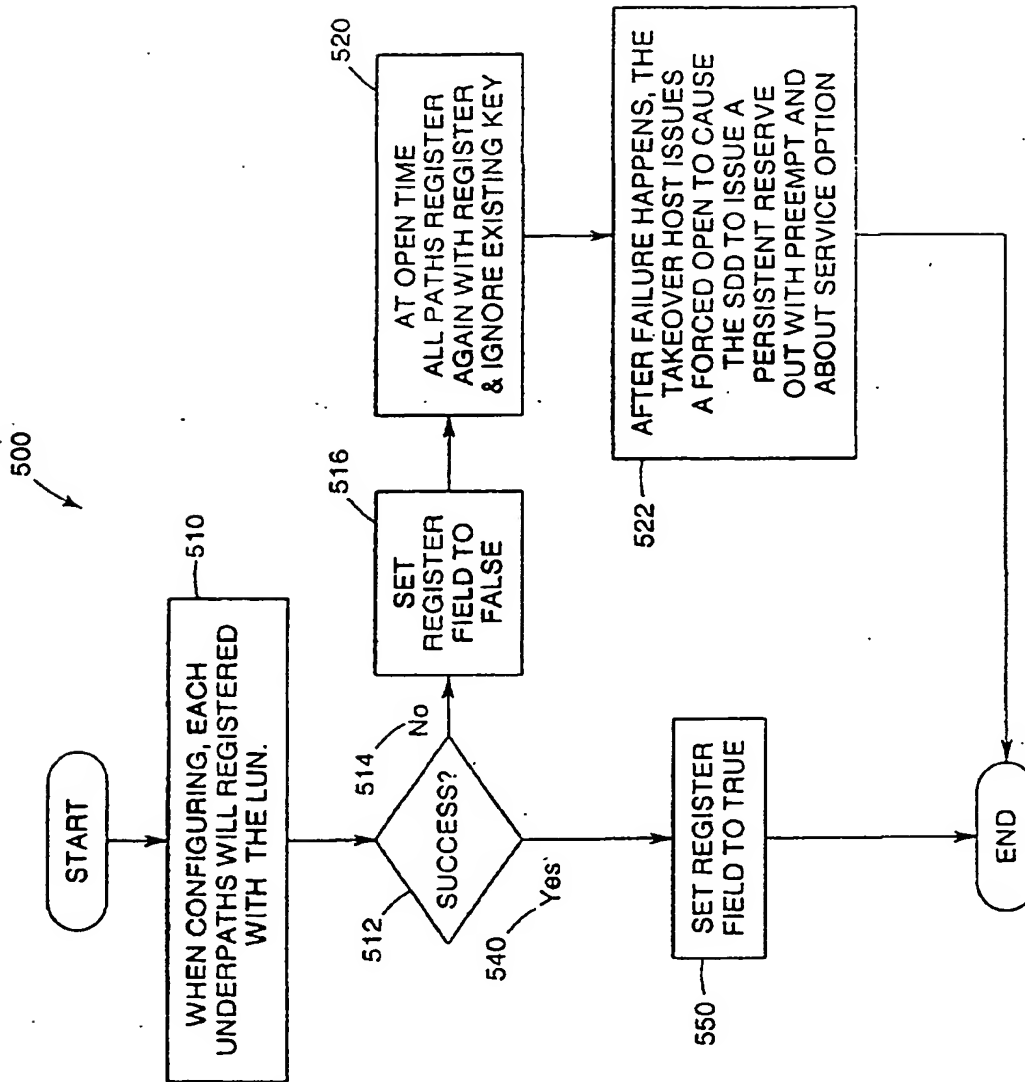 500
START
510
WHEN CONFIGURING, EACH
UNDERPATHS WILL REGISTERED
WITH THE LUN.
512
SUCCESS?
514
No
516
SET
REGISTER
FIELD TO
FALSE
520
AT OPEN TIME
ALL PATHS REGISTER
AGAIN WITH REGISTER
& IGNORE EXISTING KEY
522
AFTER FAILURE HAPPENS, THE
TAKEOVER HOST ISSUES
A FORCED OPEN TO CAUSE
THE SDD TO ISSUE A
PERSISTENT RESERVE
OUT WITH PREEMPT AND
ABOUT SERVICE OPTION
540
Yes
550
SET REGISTER
FIELD TO TRUE
END